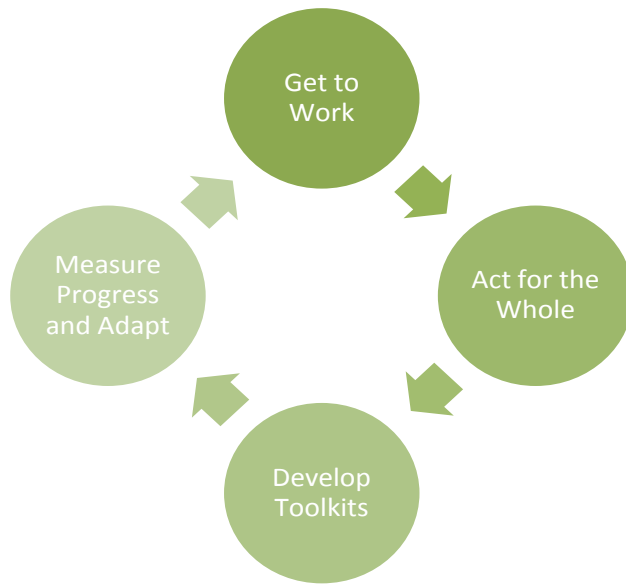 Get to
Work
Act for the
Whole
Develop
Toolkits
Measure
Progress
and Adapt